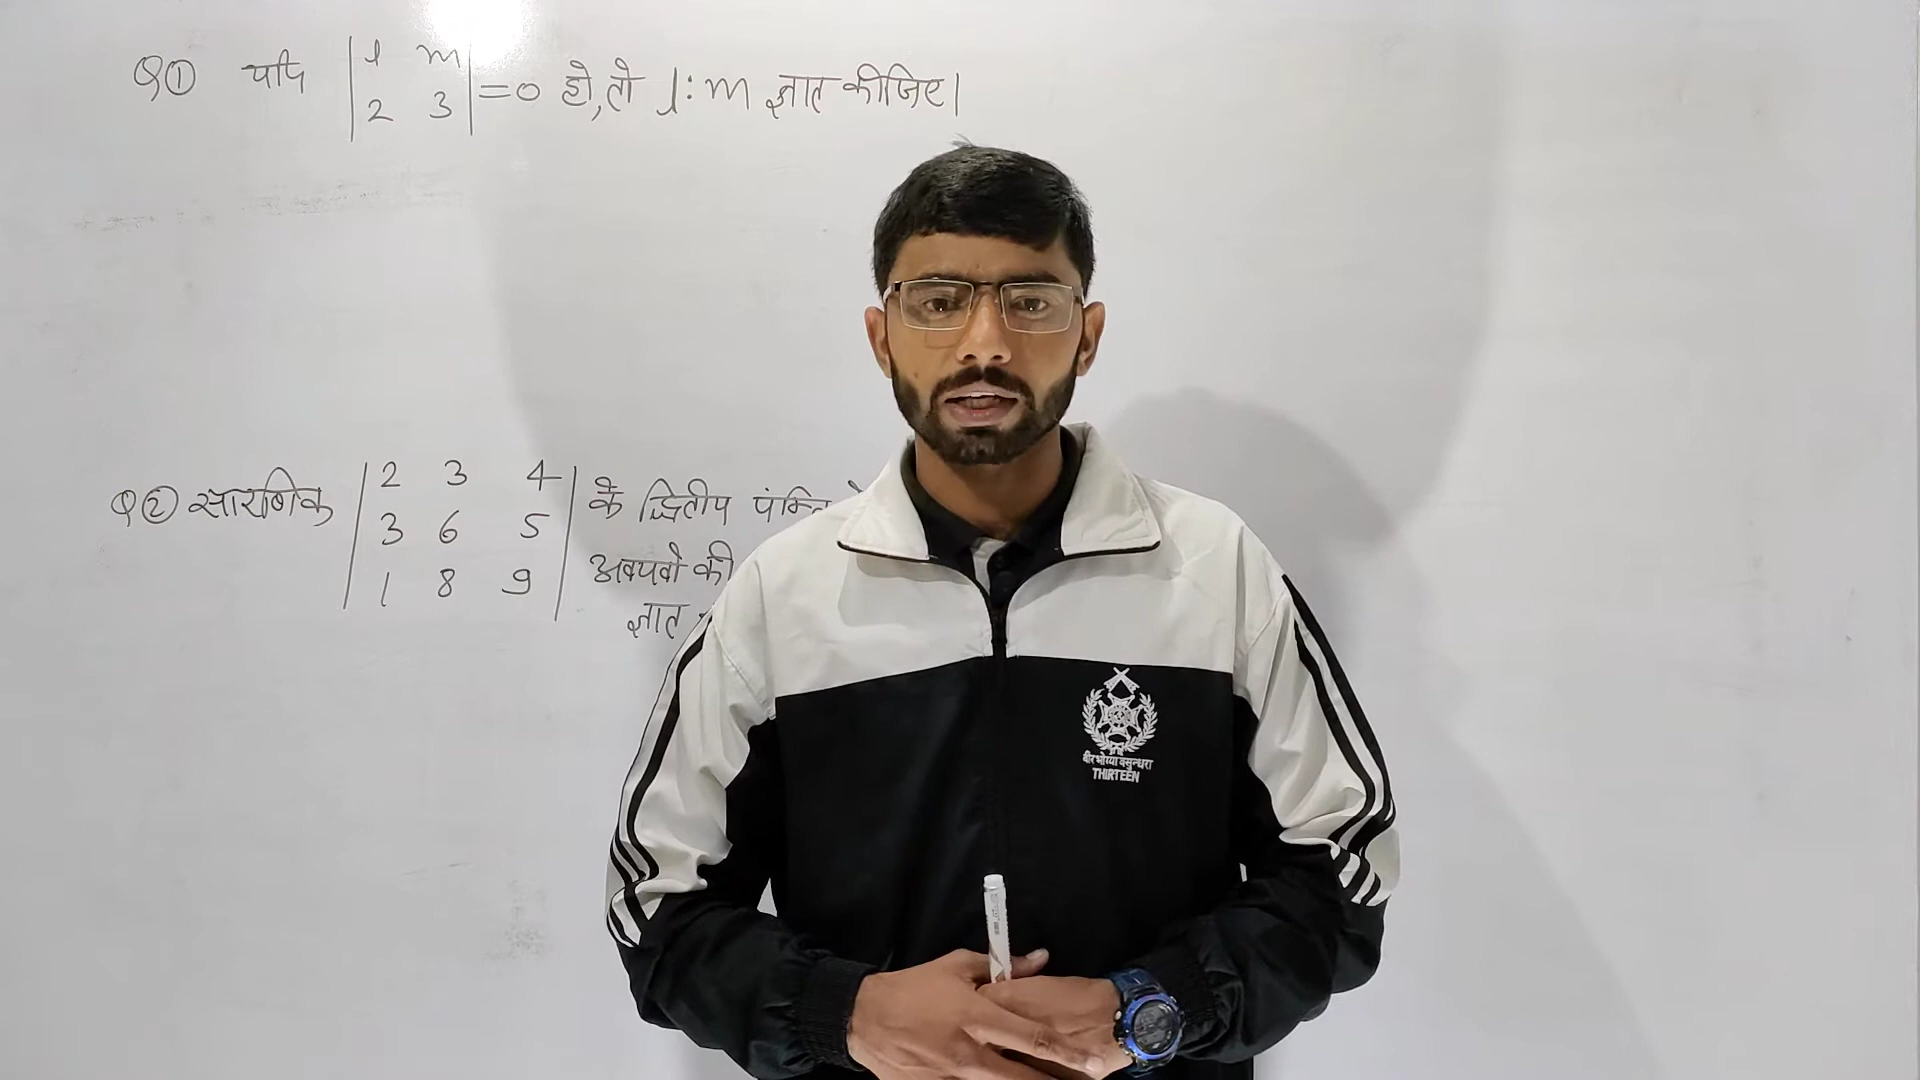 Q① यदि | l m | = 0 हो, तो l : m ज्ञात कीजिए।
| 2 3 |
Q② सारणिक | 2 3 4 | के द्वितीय पंक्ति के
| 3 6 5 |
| 1 8 9 | अवयवो की
ज्ञात
वीर भोग्या वसुन्धरा
THIRTEEN